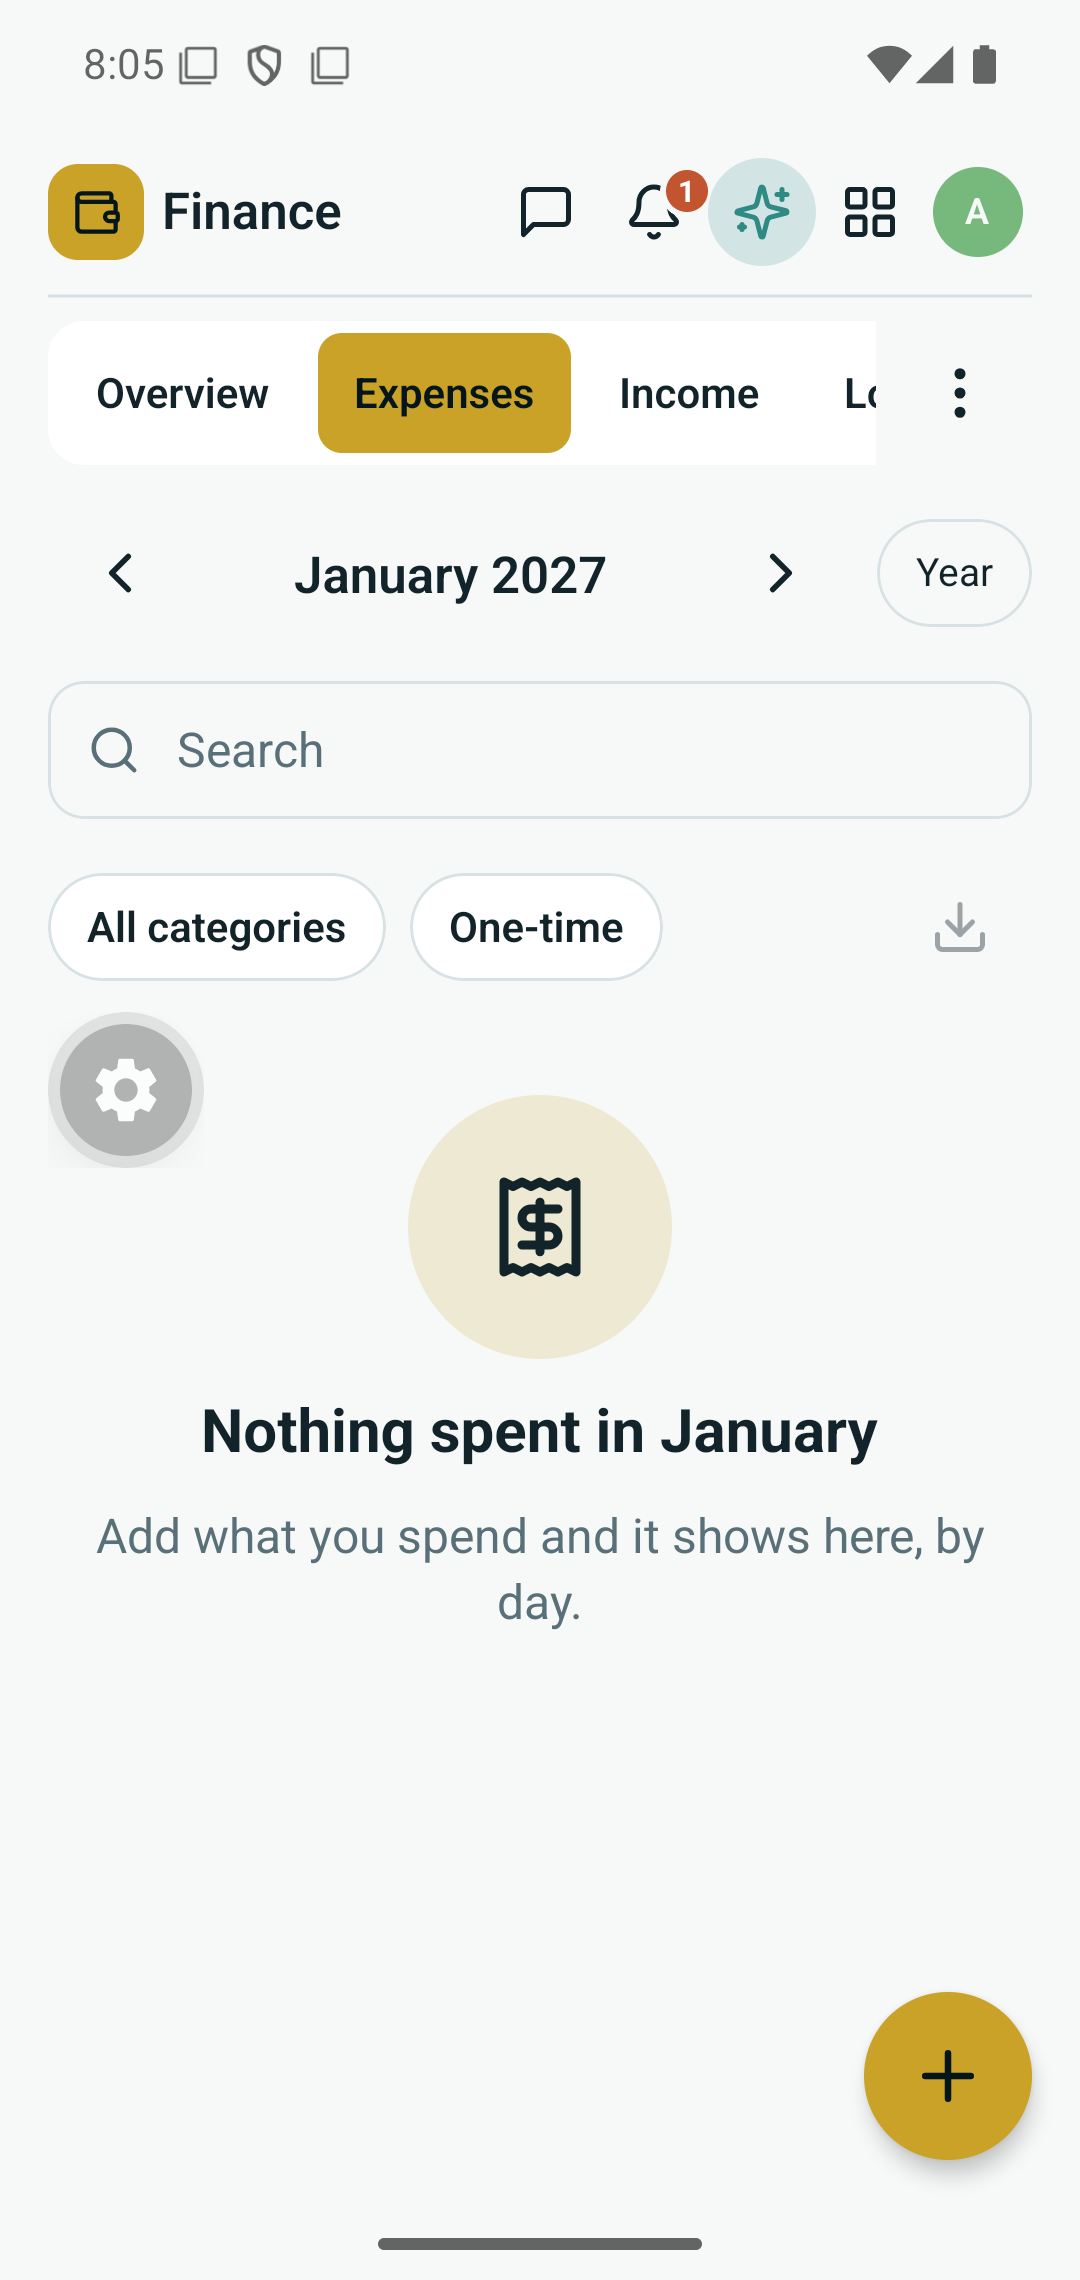 8:05
Finance
1
A
Overview
Expenses
Income
Lo
January 2027
Year
Search
All categories
One-time
Nothing spent in January
Add what you spend and it shows here, by
day.